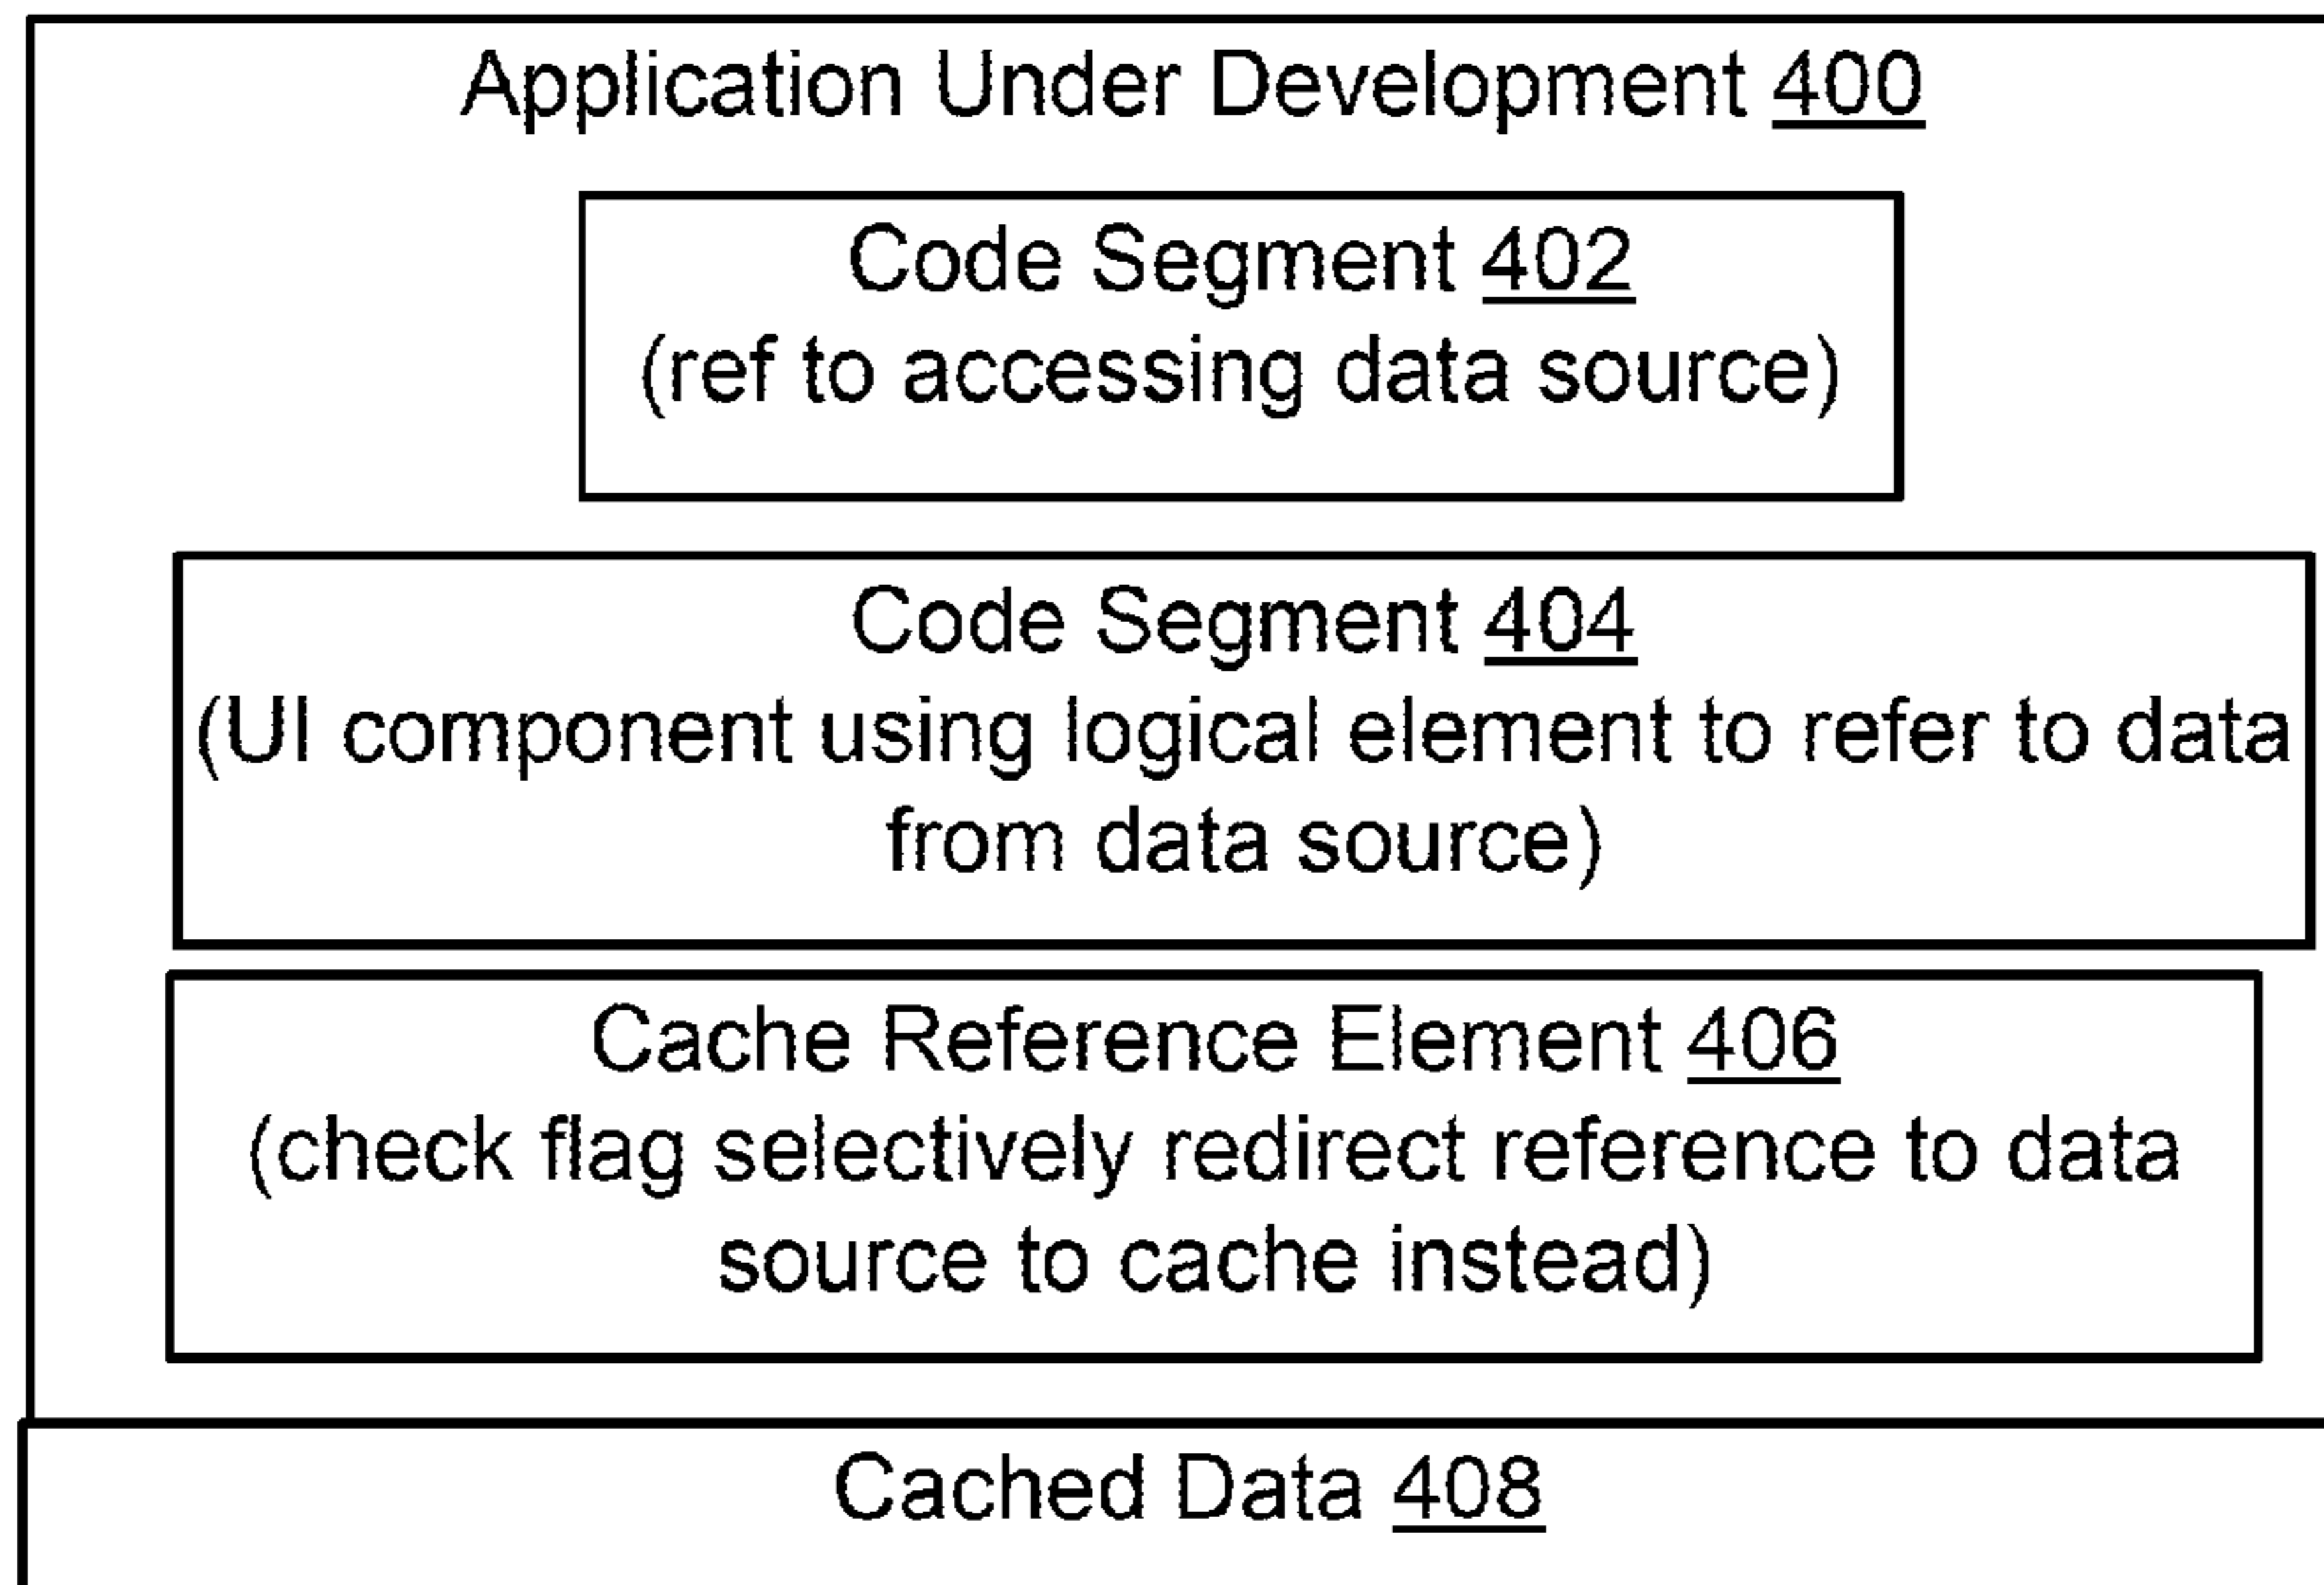 Application Under Development 400
Code Segment 402
(ref to accessing data source)
Code Segment 404
(UI component using logical element to refer to data
from data source)
Cache Reference Element 406
(check flag selectively redirect reference to data
source to cache instead)
Cached Data 408